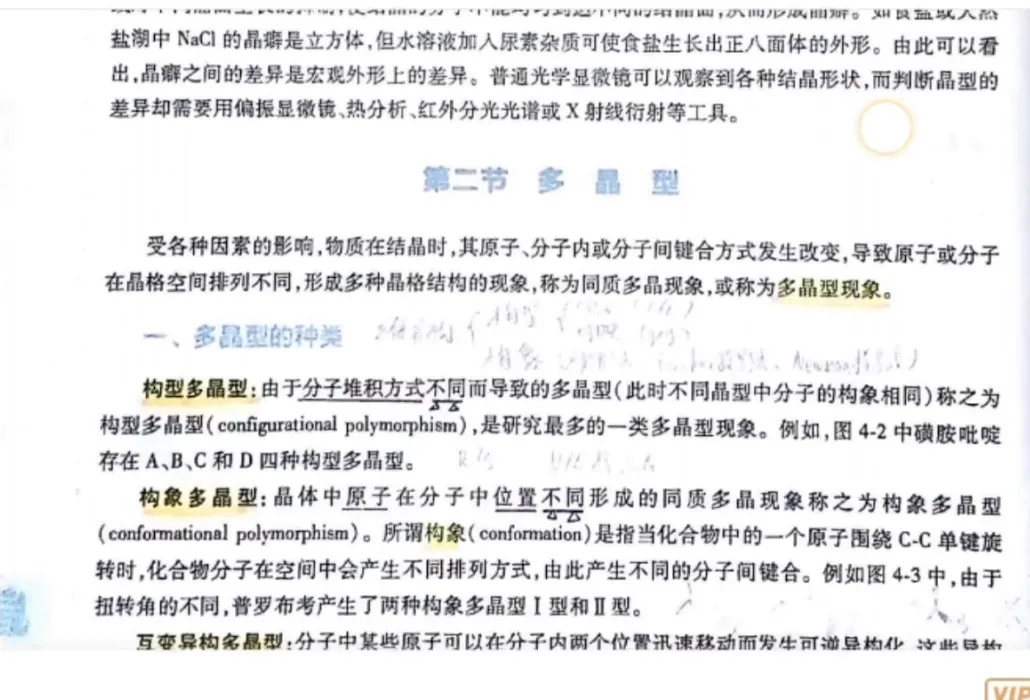 盐湖中 NaCl 的晶癖是立方体,但水溶液加入尿素杂质可使食盐生长出正八面体的外形。由此可以看
出,晶癖之间的差异是宏观外形上的差异。普通光学显微镜可以观察到各种结晶形状,而判断晶型的
差异却需要用偏振显微镜、热分析、红外分光光谱或 X 射线衍射等工具。
第二节 多 晶 型
受各种因素的影响,物质在结晶时,其原子、分子内或分子间键合方式发生改变,导致原子或分子
在晶格空间排列不同,形成多种晶格结构的现象,称为同质多晶现象,或称为多晶型现象。
一、多晶型的种类
构型多晶型:由于分子堆积方式不同而导致的多晶型(此时不同晶型中分子的构象相同)称之为
构型多晶型(configurational polymorphism),是研究最多的一类多晶型现象。例如,图 4-2 中磺胺吡啶
存在 A、B、C 和 D 四种构型多晶型。
构象多晶型:晶体中原子在分子中位置不同形成的同质多晶现象称之为构象多晶型
(conformational polymorphism)。所谓构象(conformation)是指当化合物中的一个原子围绕 C-C 单键旋
转时,化合物分子在空间中会产生不同排列方式,由此产生不同的分子间键合。例如图 4-3 中,由于
扭转角的不同,普罗布考产生了两种构象多晶型Ⅰ型和Ⅱ型。
互变异构多晶型:分子中某些原子可以在分子内两个位置迅速移动而发生可逆异构化
VIP